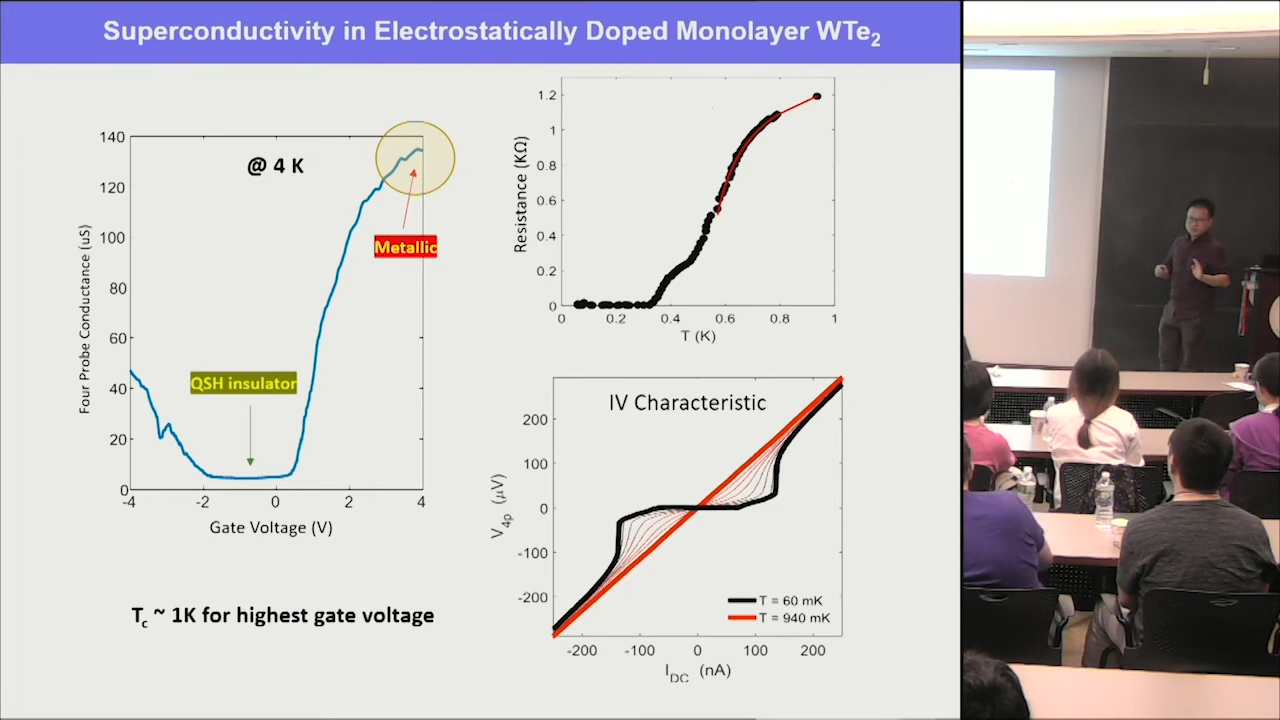 Superconductivity in Electrostatically Doped Monolayer WTe2
@ 4 K
Metallic
QSH insulator
Four Probe Conductance (uS)
140
120
100
80
60
40
20
0
-4
-2
0
2
4
Gate Voltage (V)
Tc ~ 1K for highest gate voltage
Resistance (KΩ)
1.2
1
0.8
0.6
0.4
0.2
0
0
0.2
0.4
0.6
0.8
1
T (K)
IV Characteristic
V4p (μV)
200
100
0
-100
-200
T = 60 mK
T = 940 mK
-200
-100
0
100
200
IDC (nA)